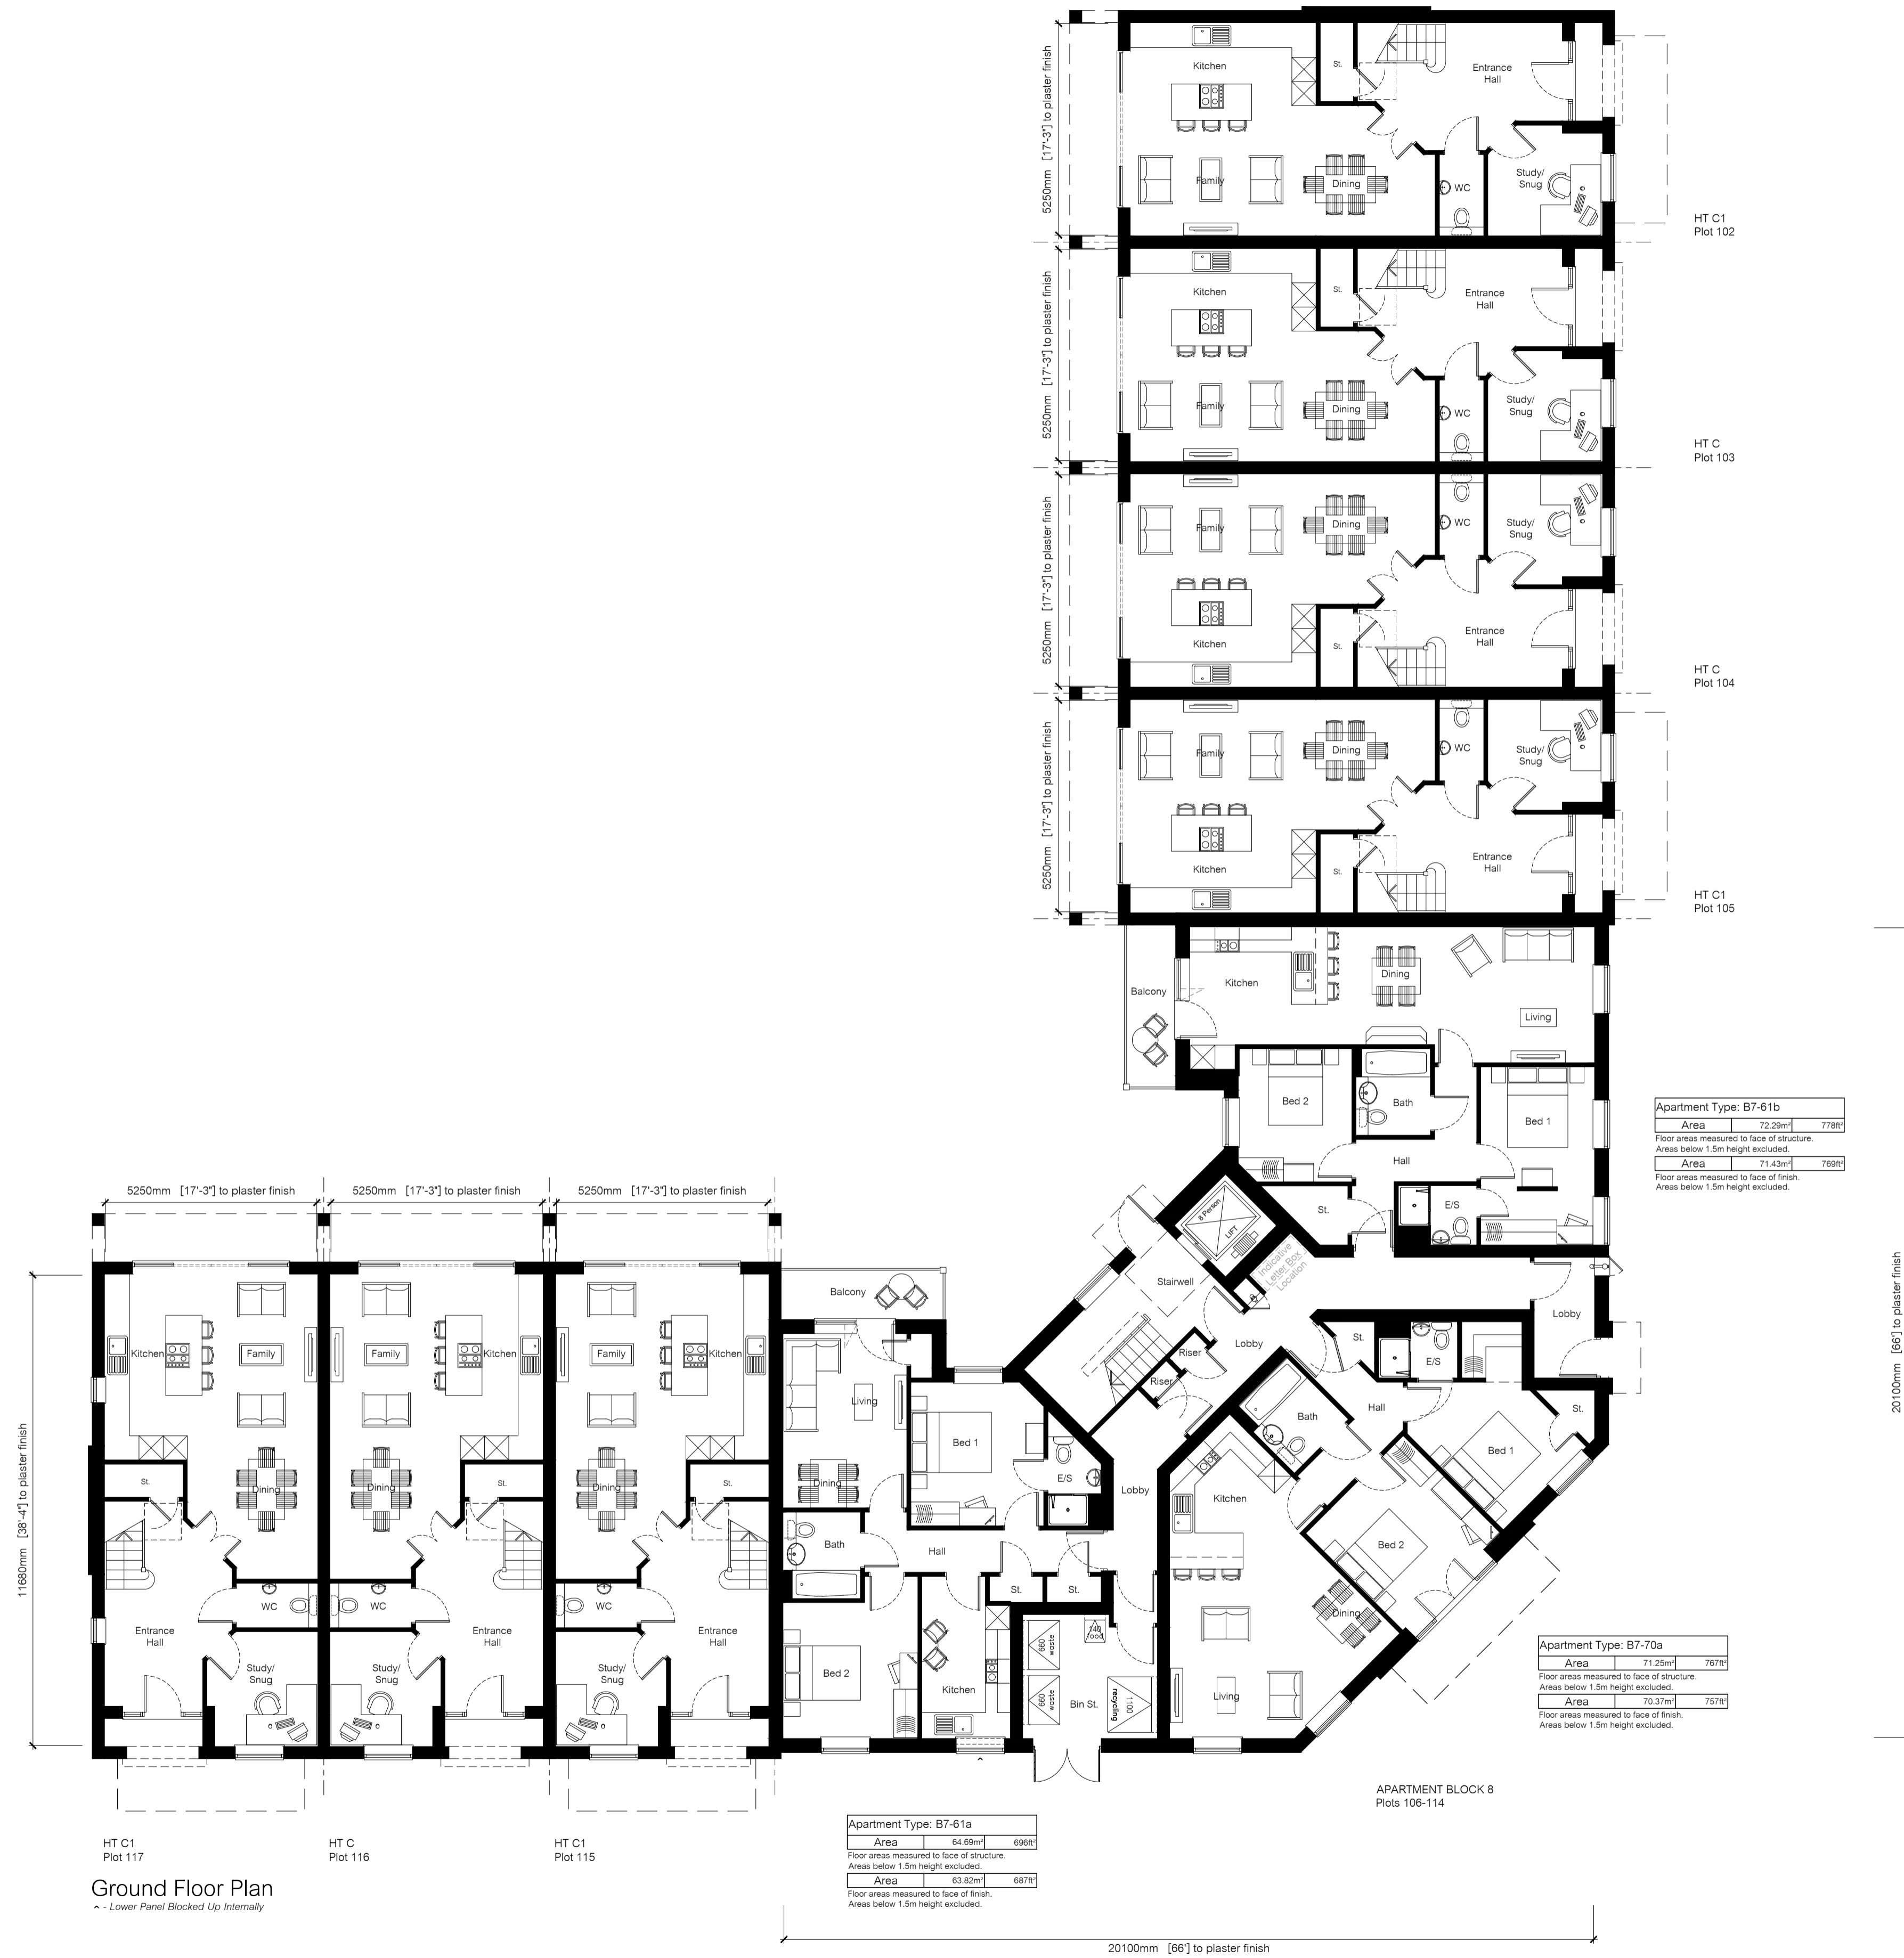 5250mm [17'-3"] to plaster finish
Kitchen
St.
Entrance
Hall
Family
Dining
WC
Study/
Snug
HT C1
Plot 102
5250mm [17'-3"] to plaster finish
Kitchen
St.
Entrance
Hall
Family
Dining
WC
Study/
Snug
HT C
Plot 103
5250mm [17'-3"] to plaster finish
Family
Dining
WC
Study/
Snug
Kitchen
St.
Entrance
Hall
HT C
Plot 104
5250mm [17'-3"] to plaster finish
Family
Dining
WC
Study/
Snug
Kitchen
St.
Entrance
Hall
HT C1
Plot 105
Balcony
Kitchen
Dining
Living
Bed 2
Bath
Bed 1
Hall
St.
E/S
Apartment Type: B7-61b
Area 72.29m² 778ft²
Floor areas measured to face of structure.
Areas below 1.5m height excluded.
Area 71.43m² 769ft²
Floor areas measured to face of finish.
Areas below 1.5m height excluded.
20100mm [66'] to plaster finish
8 Person
LIFT
Indicative
Letter Box
Location
Stairwell
Lobby
Riser
Riser
Lobby
Lobby
St.
E/S
Bath
Hall
St.
Bed 1
Kitchen
Bed 2
Dining
Living
Apartment Type: B7-70a
Area 71.25m² 767ft²
Floor areas measured to face of structure.
Areas below 1.5m height excluded.
Area 70.37m² 757ft²
Floor areas measured to face of finish.
Areas below 1.5m height excluded.
APARTMENT BLOCK 8
Plots 106-114
5250mm [17'-3"] to plaster finish
5250mm [17'-3"] to plaster finish
5250mm [17'-3"] to plaster finish
11680mm [38'-4"] to plaster finish
Kitchen
Family
St.
Dining
WC
Entrance
Hall
Study/
Snug
Family
Kitchen
Dining
St.
WC
Entrance
Hall
Study/
Snug
Family
Kitchen
Dining
St.
WC
Entrance
Hall
Study/
Snug
Balcony
Living
Dining
Bed 1
E/S
Bath
Hall
St.
St.
Bed 2
Kitchen
660
waste
140
food
660
waste
Bin St.
1100
recycling
HT C1
Plot 117
HT C
Plot 116
HT C1
Plot 115
Apartment Type: B7-61a
Area 64.69m² 696ft²
Floor areas measured to face of structure.
Areas below 1.5m height excluded.
Area 63.82m² 687ft²
Floor areas measured to face of finish.
Areas below 1.5m height excluded.
Ground Floor Plan
^ - Lower Panel Blocked Up Internally
20100mm [66'] to plaster finish